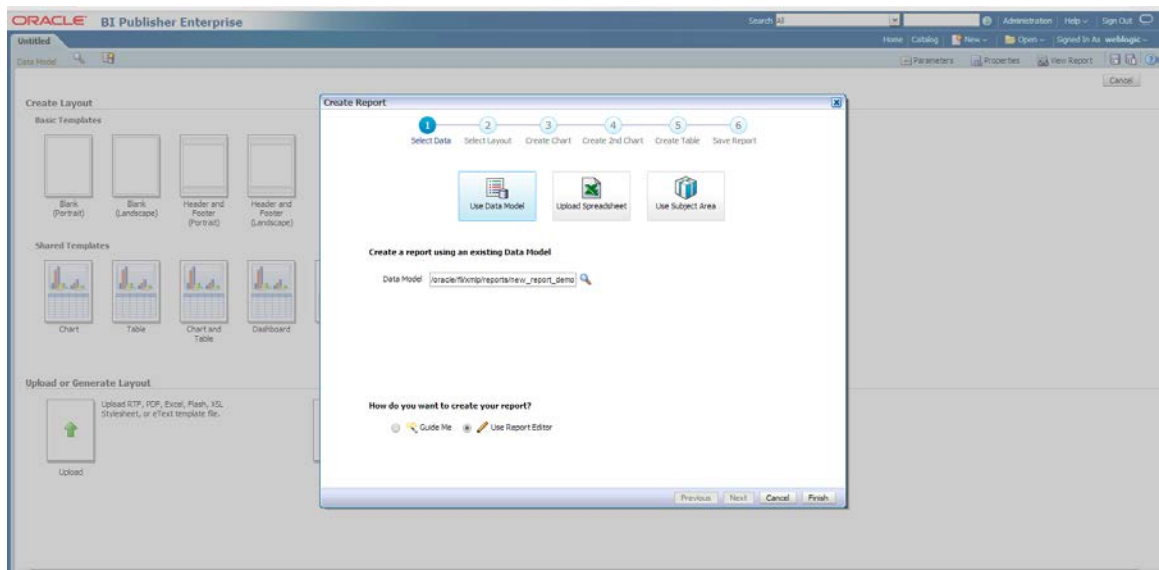 ORACLE BI Publisher Enterprise
Search All
Administration Help Sign Out
Untitled
Home Catalog New Open Signed In As weblogic
Data Model
Parameters Properties View Report
Cancel
Create Layout
Basic Templates
Blank (Portrait)
Blank (Landscape)
Header and Footer (Portrait)
Header and Footer (Landscape)
Shared Templates
Chart
Table
Chart and Table
Dashboard
Upload or Generate Layout
Upload RTF, PDF, Excel, Flash, XSL
Stylesheet, or eText template file.
Upload
Create Report
1 2 3 4 5 6
Select Data Select Layout Create Chart Create 2nd Chart Create Table Save Report
Use Data Model Upload Spreadsheet Use Subject Area
Create a report using an existing Data Model
Data Model /oracle/fli/xmlp/reports/new_report_demo
How do you want to create your report?
Guide Me Use Report Editor
Previous Next Cancel Finish